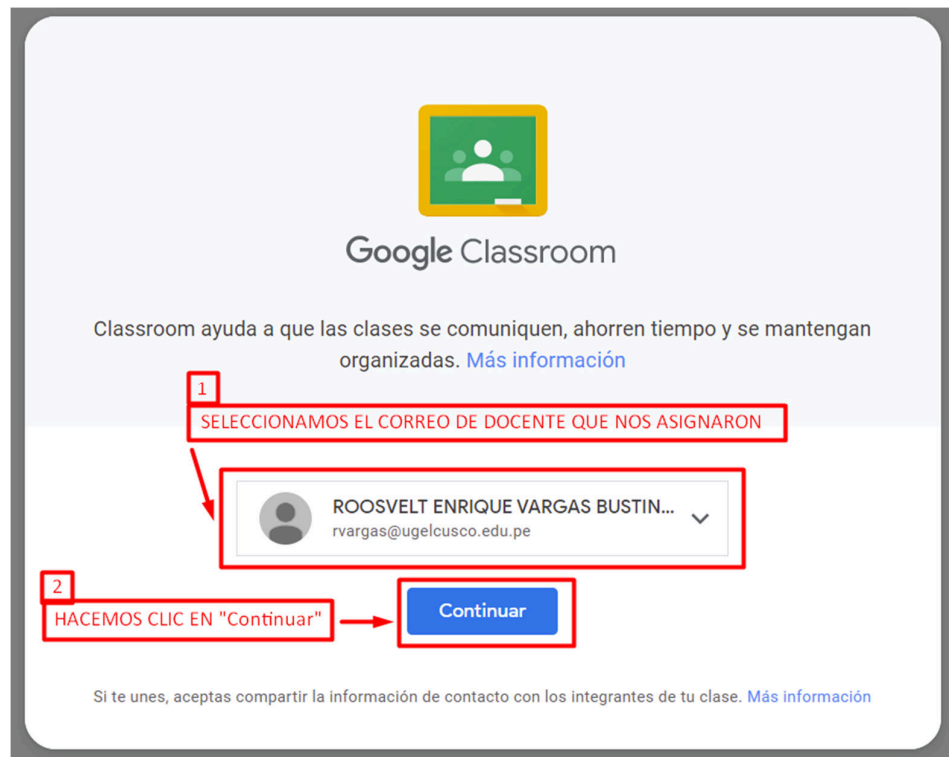 Google Classroom
Classroom ayuda a que las clases se comuniquen, ahorren tiempo y se mantengan
organizadas. Más información
1
SELECCIONAMOS EL CORREO DE DOCENTE QUE NOS ASIGNARON
ROOSVELT ENRIQUE VARGAS BUSTIN...
rvargas@ugelcusco.edu.pe
2
HACEMOS CLIC EN "Continuar"
Continuar
Si te unes, aceptas compartir la información de contacto con los integrantes de tu clase. Más información